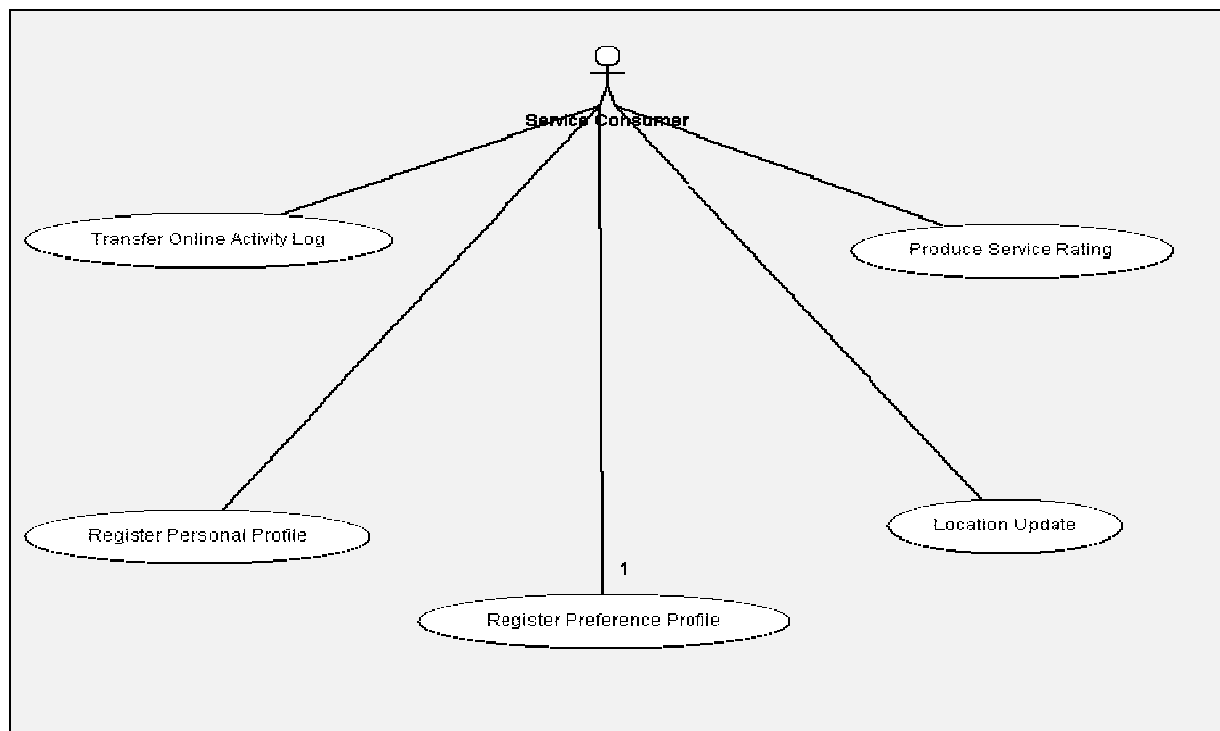 Service Consumer
Transfer Online Activity Log
Produce Service Rating
Register Personal Profile
Location Update
1
Register Preference Profile